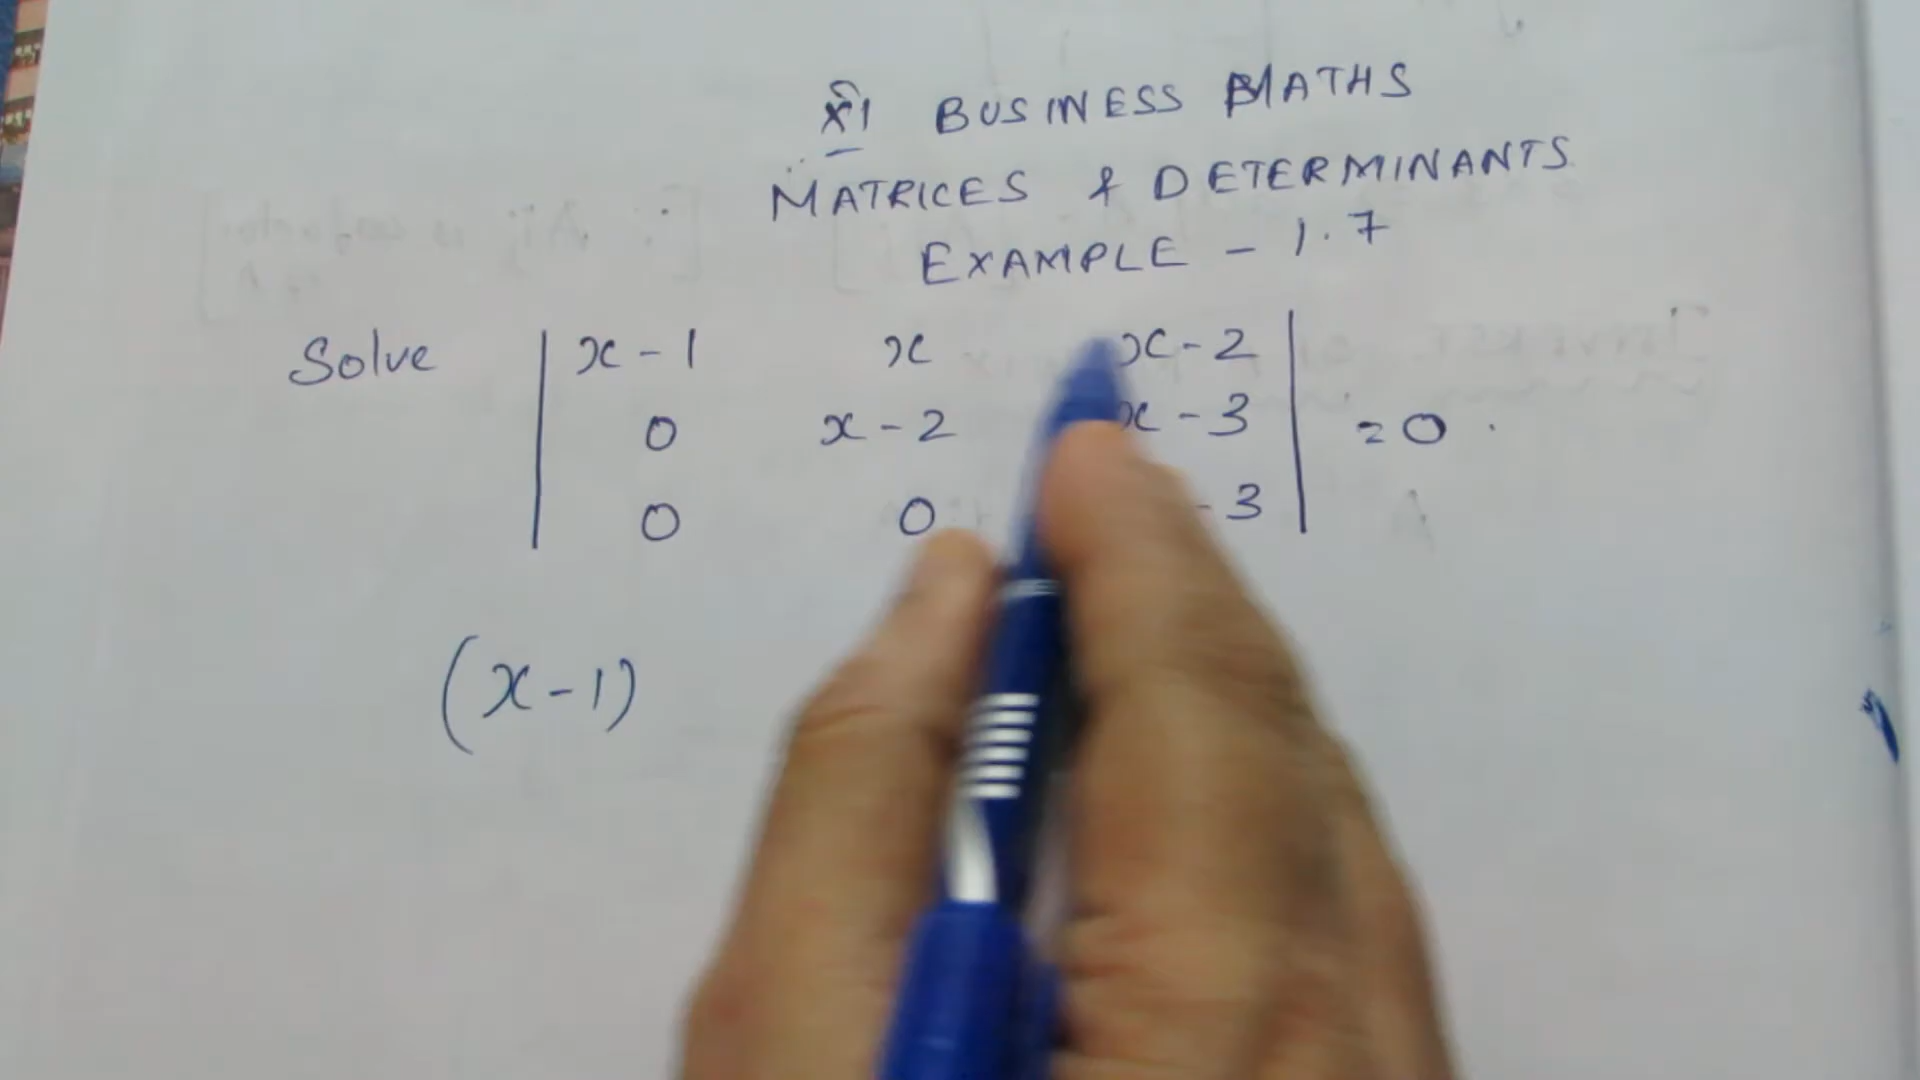 XI BUSINESS MATHS
MATRICES & DETERMINANTS
EXAMPLE - 1.7
Solve | x-1 x x-2 |
0 x-2 x-3 = 0.
0 0 -3
(x-1)